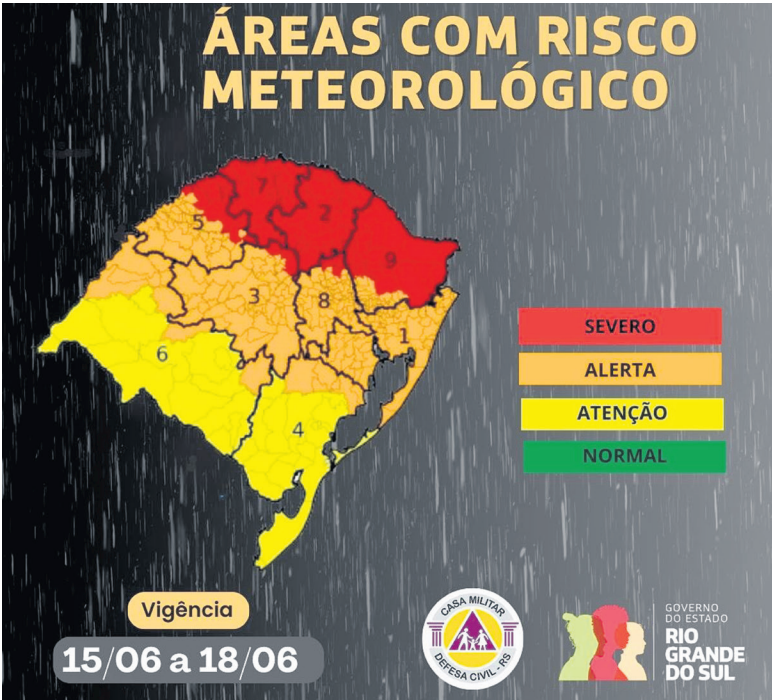 ÁREAS COM RISCO
METEOROLÓGICO
7
2
5
9
3
8
1
6
4
SEVERO
ALERTA
ATENÇÃO
NORMAL
Vigência
15/06 a 18/06
CASA MILITAR
DEFESA CIVIL - RS
GOVERNO
DO ESTADO
RIO
GRANDE
DO SUL